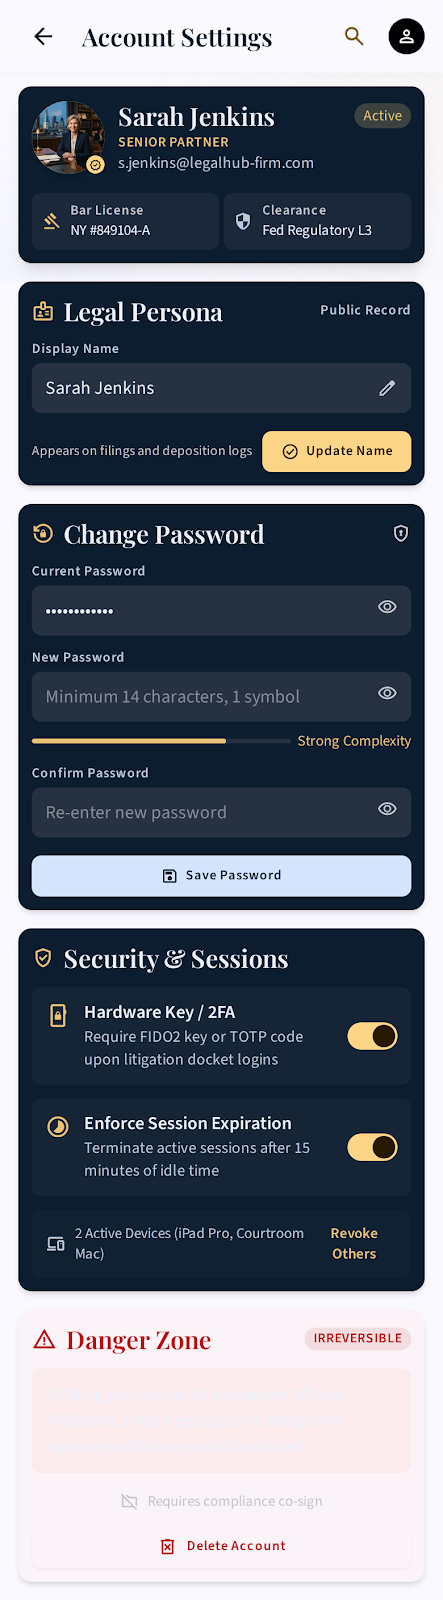 Account Settings
Sarah Jenkins
Active
SENIOR PARTNER
s.jenkins@legalhub-firm.com
Bar License
NY #849104-A
Clearance
Fed Regulatory L3
Legal Persona
Public Record
Display Name
Sarah Jenkins
Appears on filings and deposition logs
Update Name
Change Password
Current Password
••••••••••••
New Password
Minimum 14 characters, 1 symbol
Strong Complexity
Confirm Password
Re-enter new password
Save Password
Security & Sessions
Hardware Key / 2FA
Require FIDO2 key or TOTP code
upon litigation docket logins
Enforce Session Expiration
Terminate active sessions after 15
minutes of idle time
2 Active Devices (iPad Pro, Courtroom
Mac)
Revoke
Others
Danger Zone
IRREVERSIBLE
Requires compliance co-sign
Delete Account